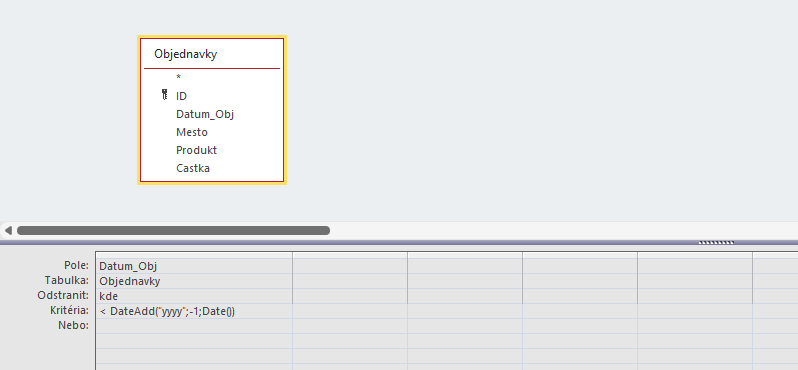 Objednavky
*
ID
Datum_Obj
Mesto
Produkt
Castka
Pole: Datum_Obj
Tabulka: Objednavky
Odstranit: kde
Kritéria: < DateAdd("yyyy";-1;Date())
Nebo: